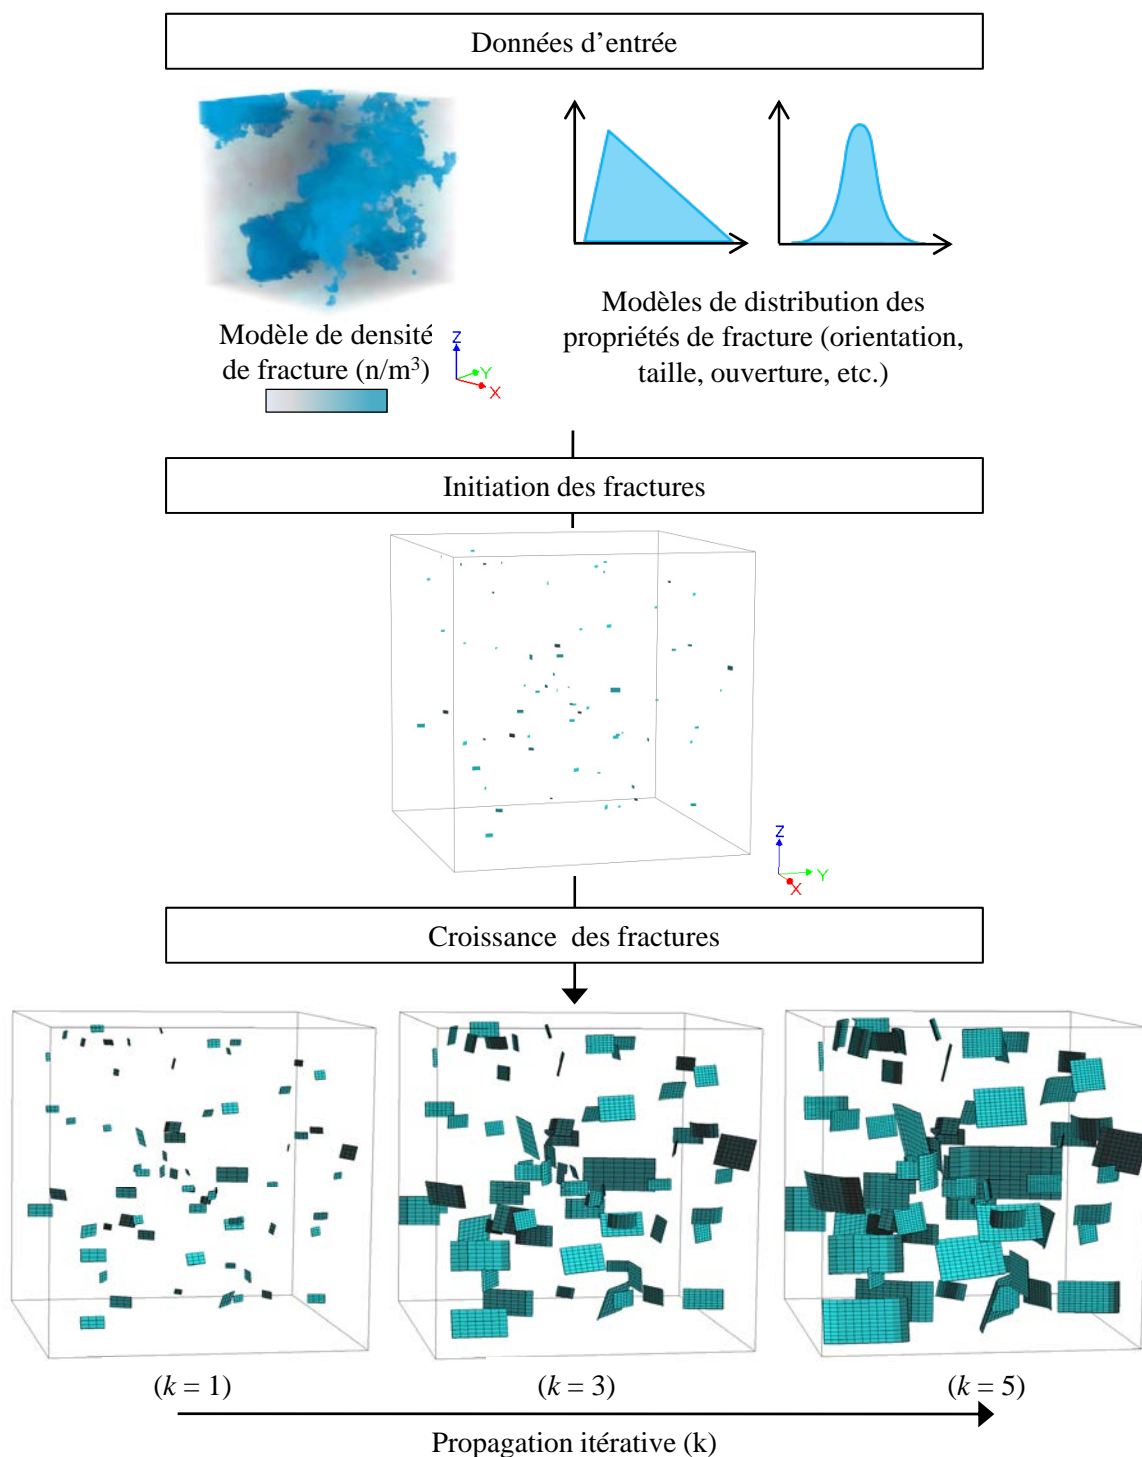 Données d'entrée
Modèle de densité
de fracture (n/m³)
Z
Y
X
Modèles de distribution des
propriétés de fracture (orientation,
taille, ouverture, etc.)
Initiation des fractures
Z
Y
X
Croissance des fractures
(k = 1)
(k = 3)
(k = 5)
Propagation itérative (k)